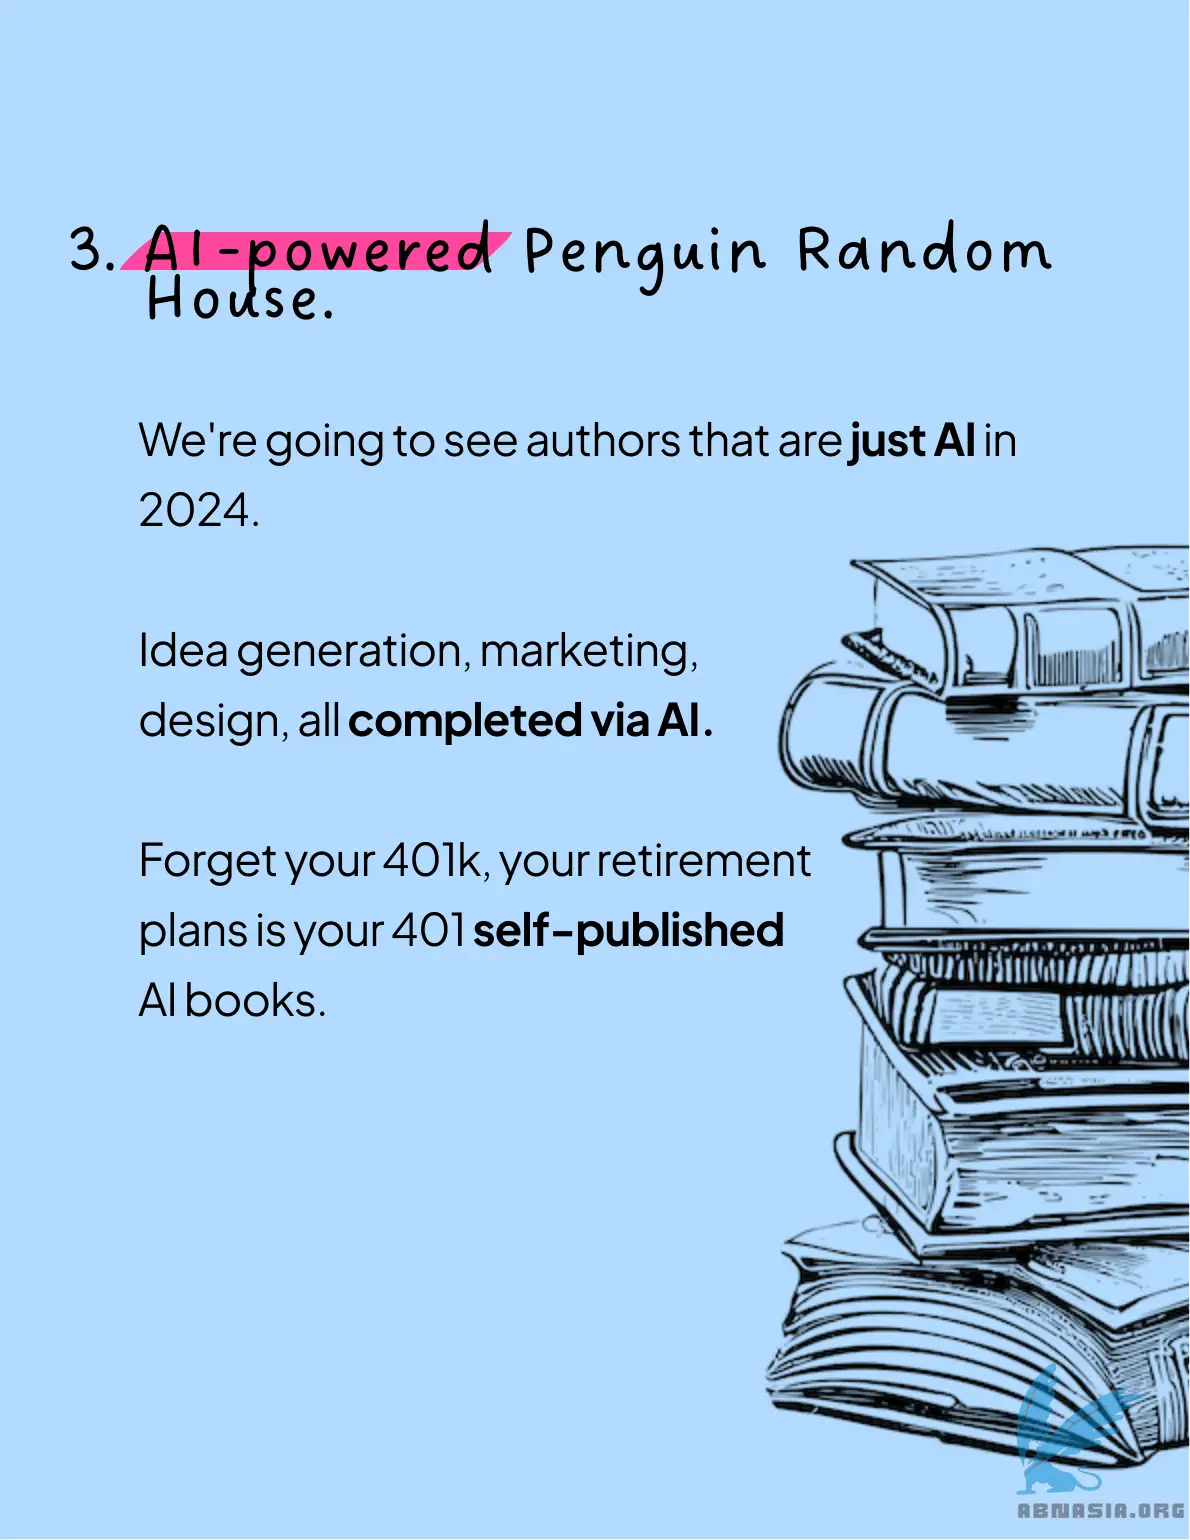 3. AI-powered Penguin Random
House.
We're going to see authors that are just AI in
2024.
Idea generation, marketing,
design, all completed via AI.
Forget your 401k, your retirement
plans is your 401 self-published
AI books.
ABNASIA.ORG